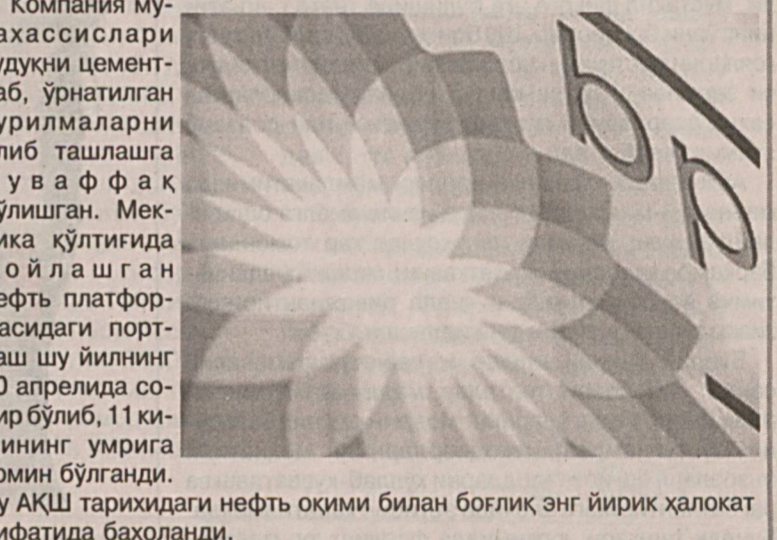 Компания му-
ахассислари
удуқни цемент-
аб, ўрнатилган
урилмаларни
либ ташлашга
уваффақ
ўлишган. Мек-
ика қўлтиғида
ойлашган
ефть платфор-
асидаги порт-
аш шу йилнинг
0 апрелида со-
ир бўлиб, 11 ки-
ининг умрига
омин бўлганди.
у АҚШ тарихидаги нефть оқими билан боғлиқ энг йирик ҳалокат
ифатида баҳоланди.
bp